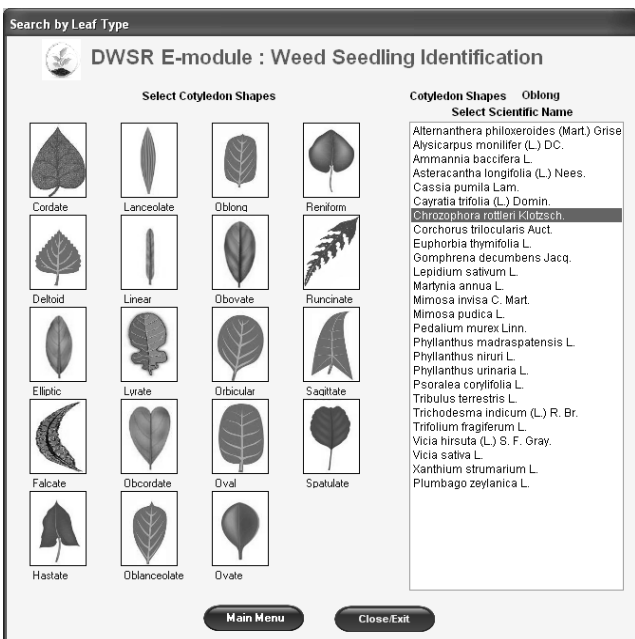 Search by Leaf Type
DWSR E-module : Weed Seedling Identification
Select Cotyledon Shapes
Cordate Lanceolate Oblong Reniform
Deltoid Linear Obovate Runcinate
Elliptic Lyrate Orbicular Sagittate
Falcate Obcordate Oval Spatulate
Hastate Oblanceolate Ovate
Cotyledon Shapes Oblong
Select Scientific Name
Alternanthera philoxeroides (Mart.) Grise
Alysicarpus monilifer (L.) DC.
Ammannia baccifera L.
Asteracantha longifolia (L.) Nees.
Cassia pumila Lam.
Cayratia trifolia (L.) Domin.
Chrozophora rottleri Klotzsch.
Corchorus trilocularis Auct.
Euphorbia thymifolia L.
Gomphrena decumbens Jacq.
Lepidium sativum L.
Martynia annua L.
Mimosa invisa C. Mart.
Mimosa pudica L.
Pedalium murex Linn.
Phyllanthus madraspatensis L.
Phyllanthus niruri L.
Phyllanthus urinaria L.
Psoralea corylifolia L.
Tribulus terrestris L.
Trichodesma indicum (L.) R. Br.
Trifolium fragiferum L.
Vicia hirsuta (L.) S. F. Gray.
Vicia sativa L.
Xanthium strumarium L.
Plumbago zeylanica L.
Main Menu Close/Exit